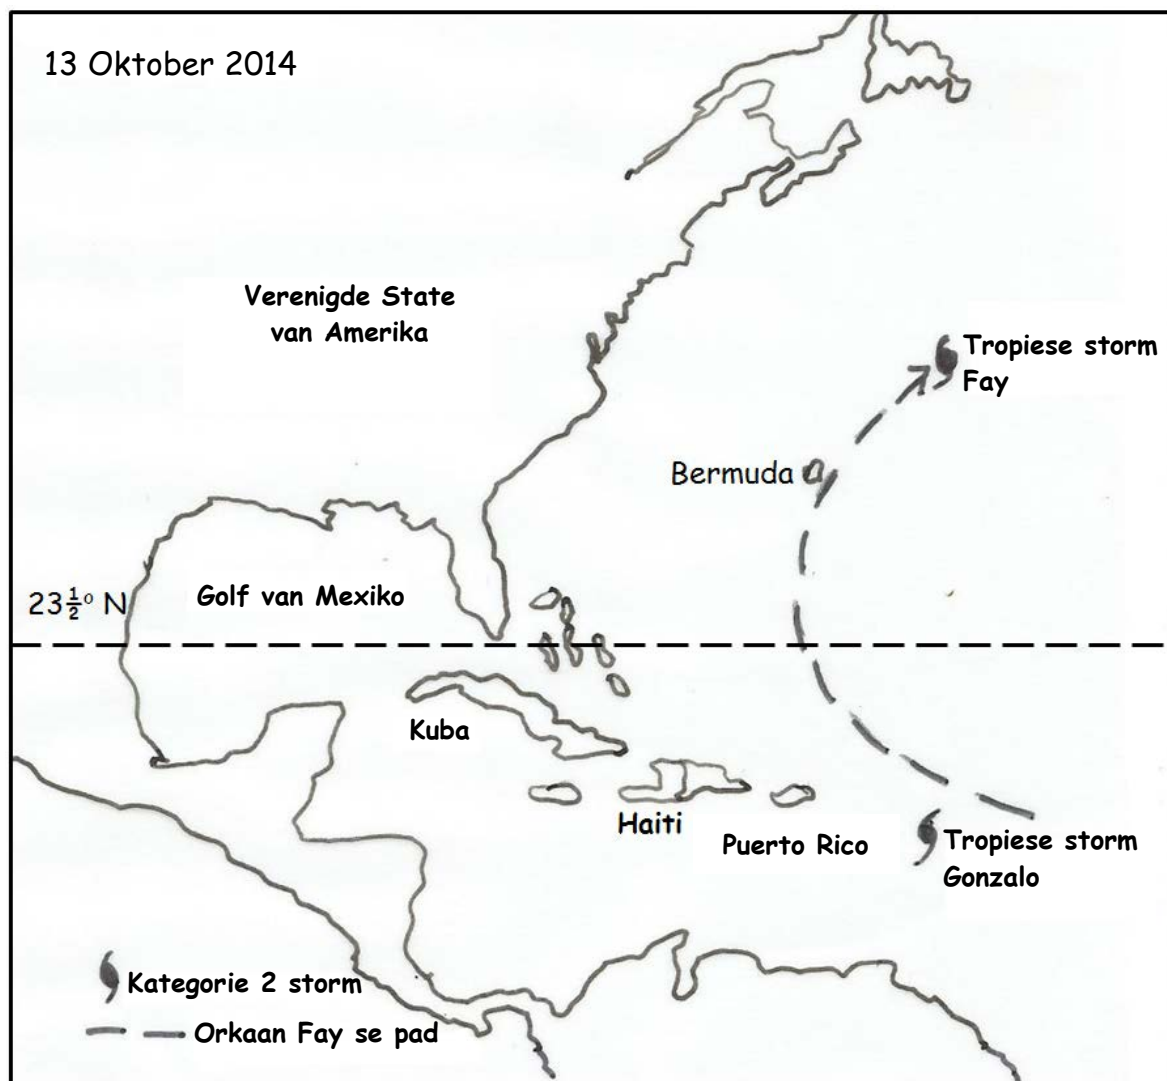 13 Oktober 2014
Verenigde State
van Amerika
Tropiese storm
Fay
Bermuda
23½° N
Golf van Mexiko
Kuba
Haiti
Puerto Rico
Tropiese storm
Gonzalo
Kategorie 2 storm
Orkaan Fay se pad